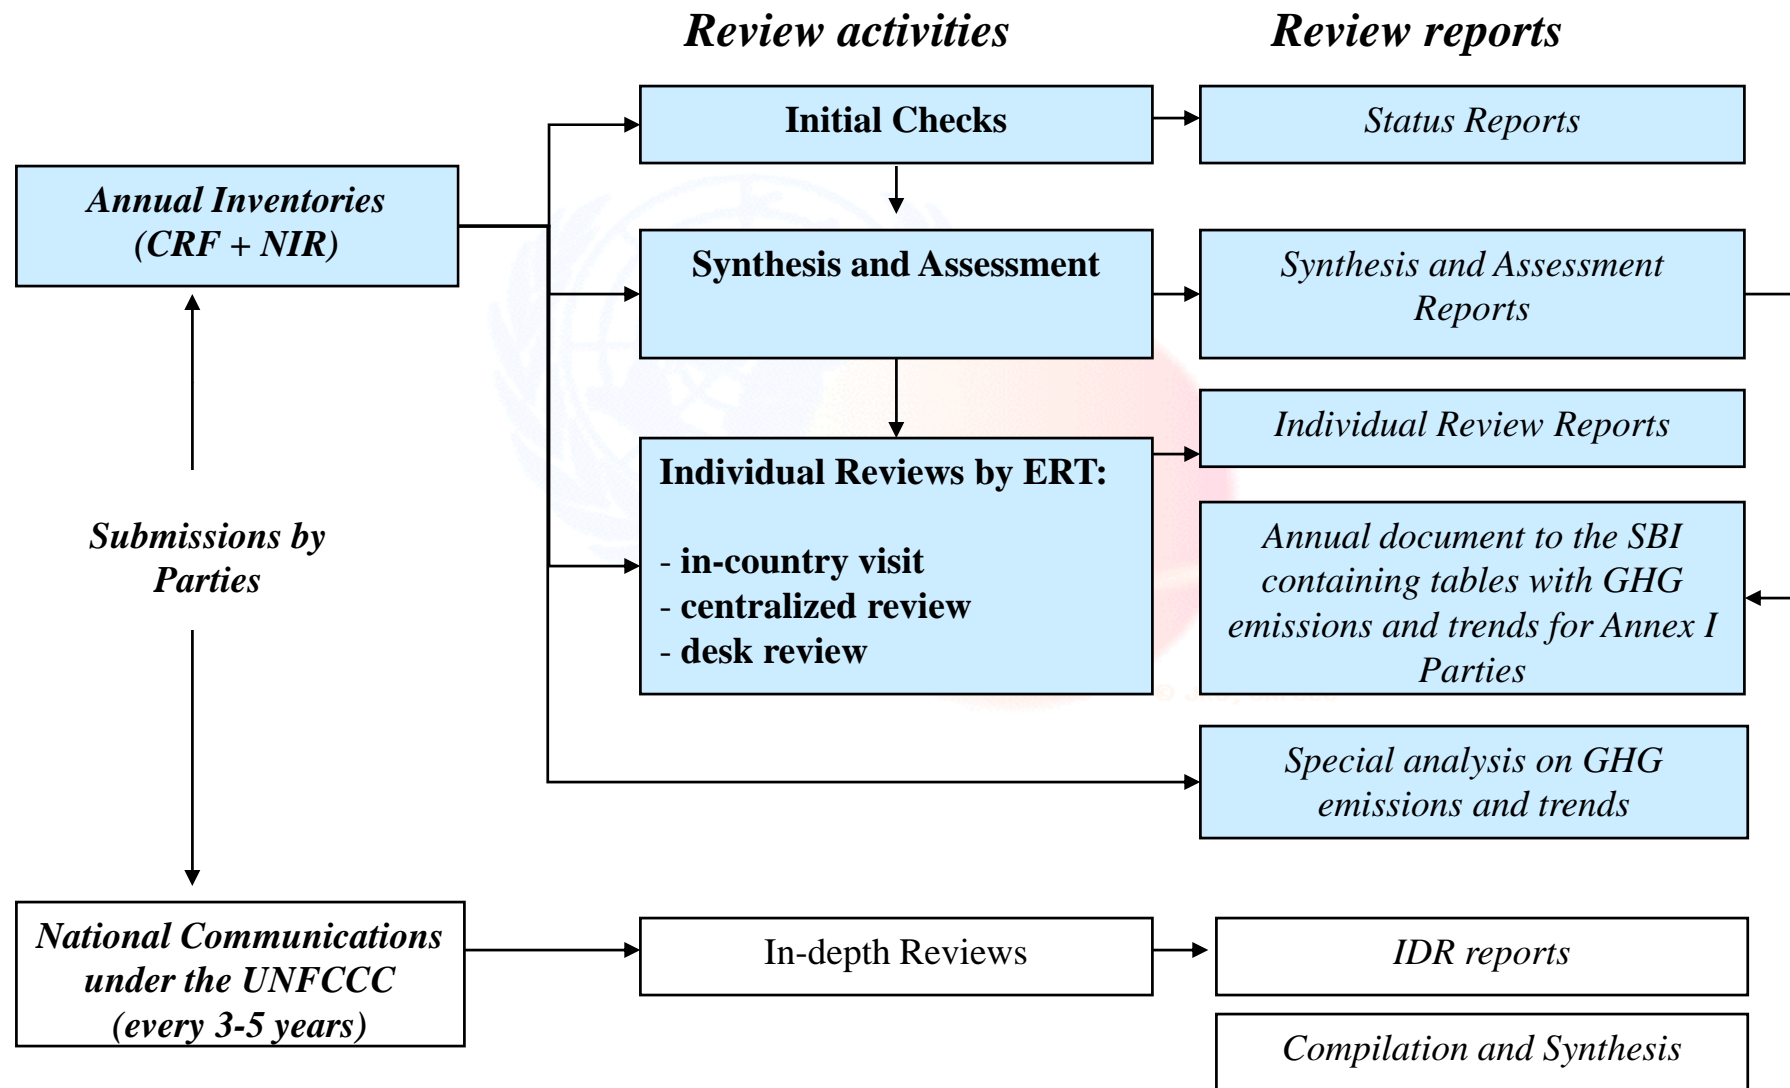 Review activities
Review reports
Initial Checks
Status Reports
Annual Inventories
(CRF + NIR)
Synthesis and Assessment
Synthesis and Assessment
Reports
Individual Review Reports
Individual Reviews by ERT:
- in-country visit
- centralized review
- desk review
Submissions by
Parties
Annual document to the SBI
containing tables with GHG
emissions and trends for Annex I
Parties
Special analysis on GHG
emissions and trends
National Communications
under the UNFCCC
(every 3-5 years)
In-depth Reviews
IDR reports
Compilation and Synthesis